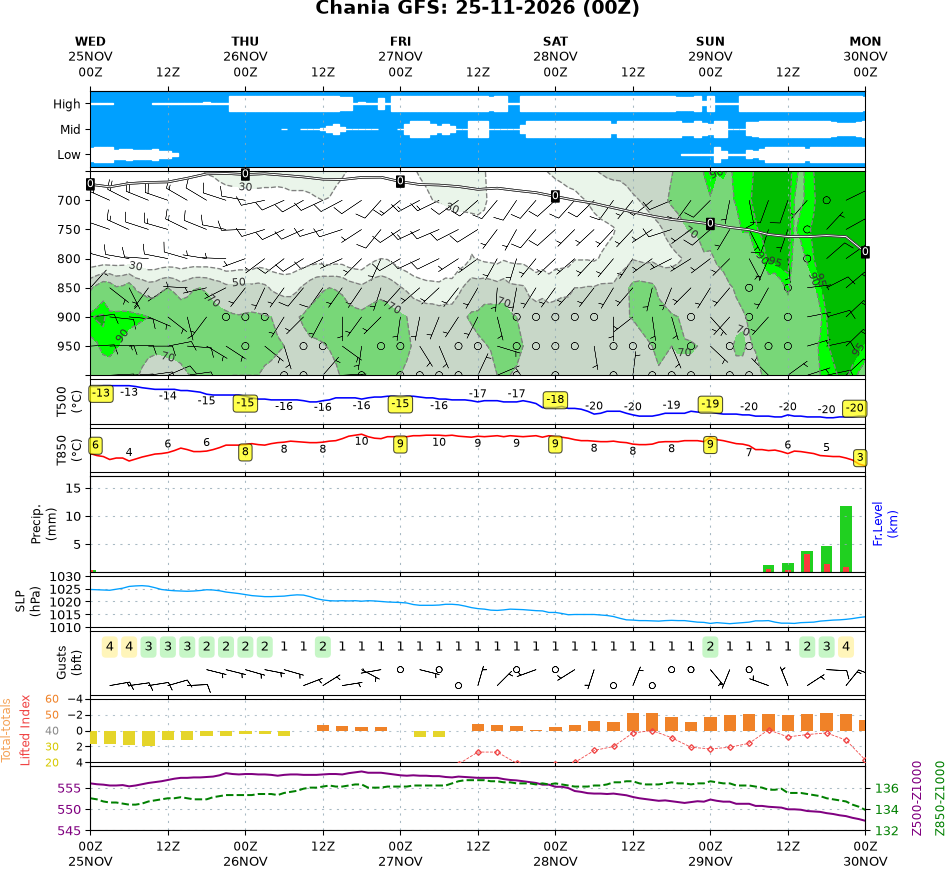 Chania GFS: 25-11-2026 (00Z)
WED THU FRI SAT SUN MON
25NOV 26NOV 27NOV 28NOV 29NOV 30NOV
00Z 12Z 00Z 12Z 00Z 12Z 00Z 12Z 00Z 12Z 00Z
High
Mid
Low
0 0 0 0 0 0
30 30 30 50 70 70 70 70 70 70 70 90 90 90 95 95 95
700
750
800
850
900
950
T500 (°C)
-13 -13 -14 -15 -15 -16 -16 -16 -15 -16 -17 -17 -18 -20 -20 -19 -19 -20 -20 -20 -20
T850 (°C)
6 4 6 6 8 8 8 10 9 10 9 9 9 8 8 8 9 7 6 5 3
Precip. (mm)
15
10
5
Fr.Level (km)
SLP (hPa)
1030
1025
1020
1015
1010
Gusts (bft)
4 4 3 3 3 2 2 2 2 1 1 2 1 1 1 1 1 1 1 1 1 1 1 1 1 1 1 1 1 1 1 2 1 1 1 1 2 3 4
Total-totals
Lifted Index
60 −4
50 −2
40 0
30 2
20 4
555
550
545
136
134
132
Z500-Z1000
Z850-Z1000
00Z 12Z 00Z 12Z 00Z 12Z 00Z 12Z 00Z 12Z 00Z
25NOV 26NOV 27NOV 28NOV 29NOV 30NOV